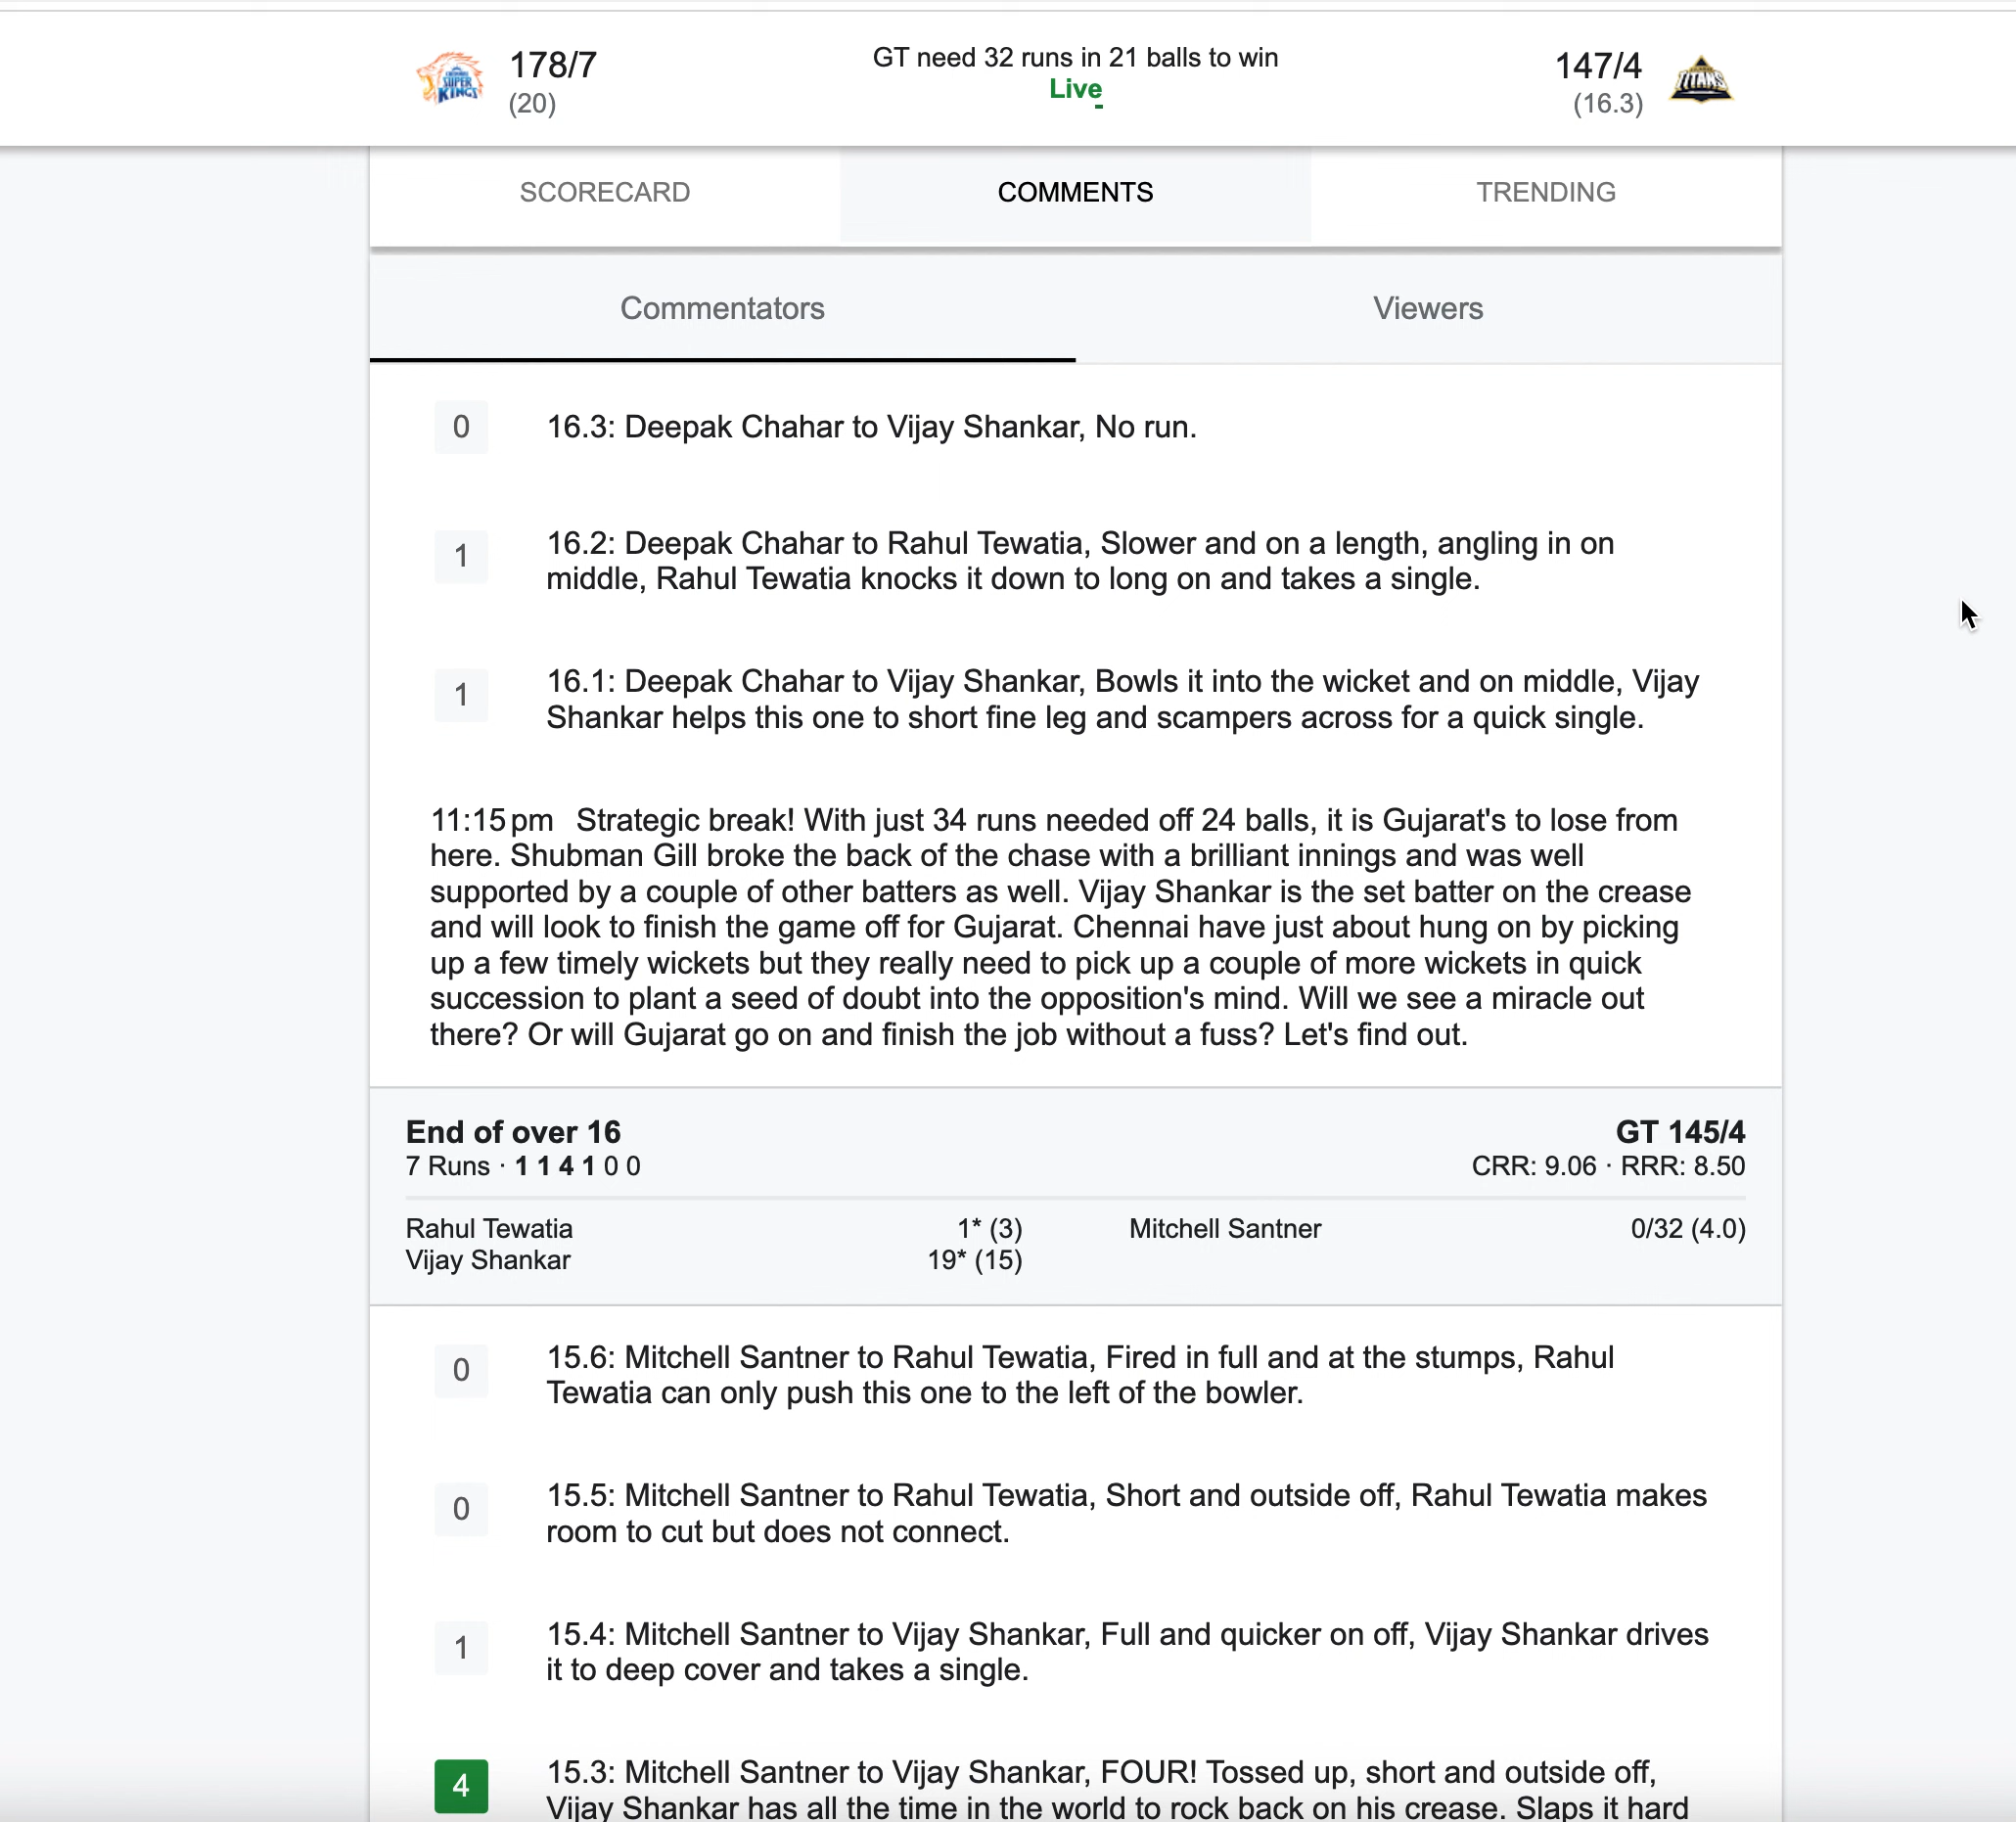 178/7
(20)
GT need 32 runs in 21 balls to win
Live
147/4
(16.3)
SUPER
KINGS
TITANS
SCORECARD
COMMENTS
TRENDING
Commentators
Viewers
0
16.3: Deepak Chahar to Vijay Shankar, No run.
1
16.2: Deepak Chahar to Rahul Tewatia, Slower and on a length, angling in on
middle, Rahul Tewatia knocks it down to long on and takes a single.
1
16.1: Deepak Chahar to Vijay Shankar, Bowls it into the wicket and on middle, Vijay
Shankar helps this one to short fine leg and scampers across for a quick single.
11:15 pm Strategic break! With just 34 runs needed off 24 balls, it is Gujarat's to lose from
here. Shubman Gill broke the back of the chase with a brilliant innings and was well
supported by a couple of other batters as well. Vijay Shankar is the set batter on the crease
and will look to finish the game off for Gujarat. Chennai have just about hung on by picking
up a few timely wickets but they really need to pick up a couple of more wickets in quick
succession to plant a seed of doubt into the opposition's mind. Will we see a miracle out
there? Or will Gujarat go on and finish the job without a fuss? Let's find out.
End of over 16
GT 145/4
7 Runs · 1 1 4 1 0 0
CRR: 9.06 · RRR: 8.50
Rahul Tewatia 1* (3)
Mitchell Santner 0/32 (4.0)
Vijay Shankar 19* (15)
0
15.6: Mitchell Santner to Rahul Tewatia, Fired in full and at the stumps, Rahul
Tewatia can only push this one to the left of the bowler.
0
15.5: Mitchell Santner to Rahul Tewatia, Short and outside off, Rahul Tewatia makes
room to cut but does not connect.
1
15.4: Mitchell Santner to Vijay Shankar, Full and quicker on off, Vijay Shankar drives
it to deep cover and takes a single.
4
15.3: Mitchell Santner to Vijay Shankar, FOUR! Tossed up, short and outside off,
Vijay Shankar has all the time in the world to rock back on his crease. Slaps it hard